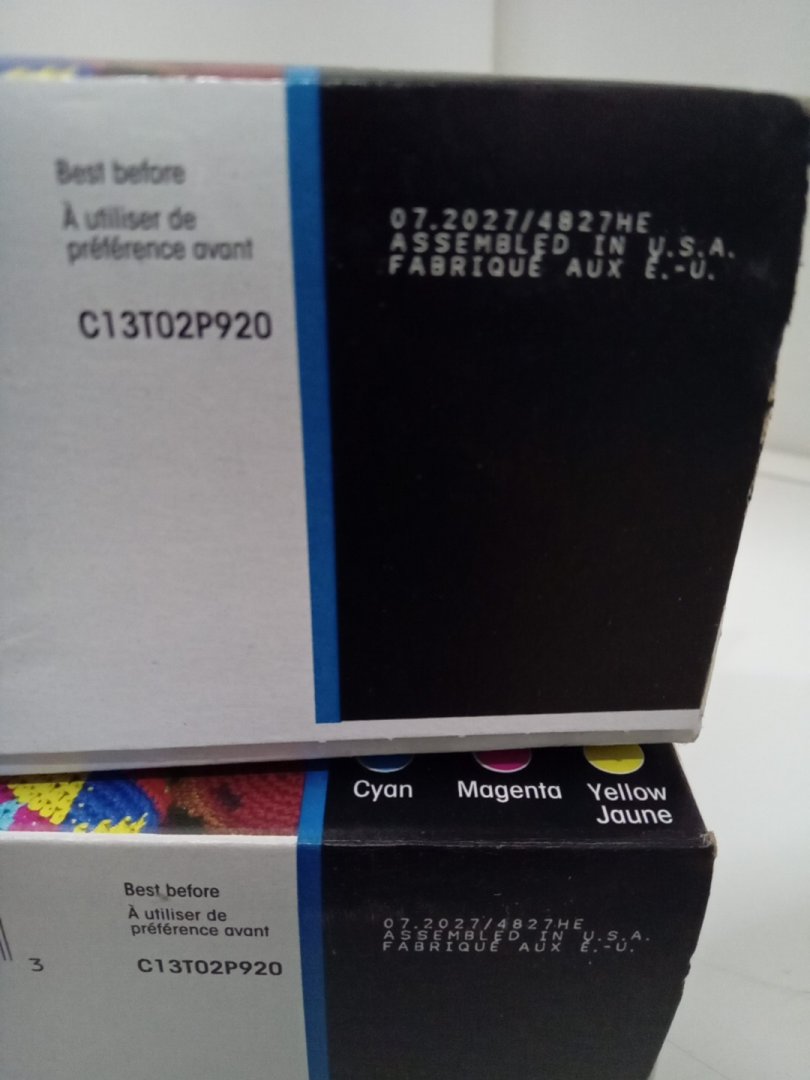 Best before
À utiliser de
préférence avant
C13T02P920
07.2027/4827HE
ASSEMBLED IN U.S.A.
FABRIQUÉ AUX É.-U.
Cyan
Magenta
Yellow
Jaune
Best before
À utiliser de
préférence avant
3
C13T02P920
07.2027/4827HE
ASSEMBLED IN U.S.A.
FABRIQUÉ AUX É.-U.